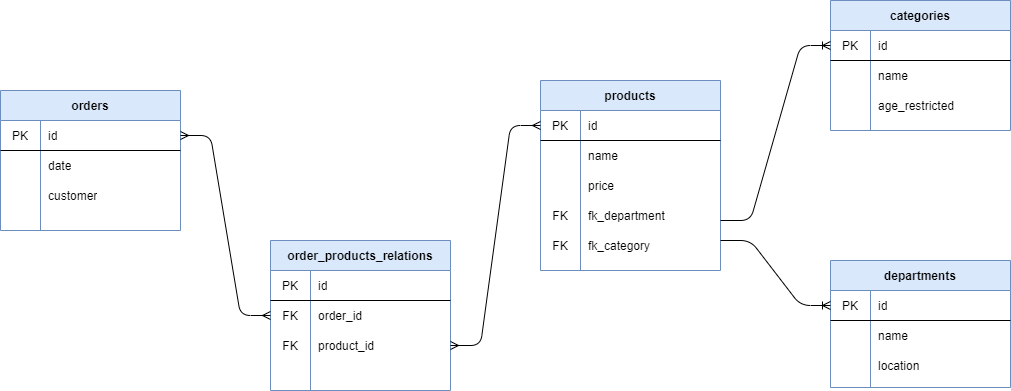 categories
PK id
name
age_restricted
orders
PK id
date
customer
products
PK id
name
price
FK fk_department
FK fk_category
order_products_relations
PK id
FK order_id
FK product_id
departments
PK id
name
location